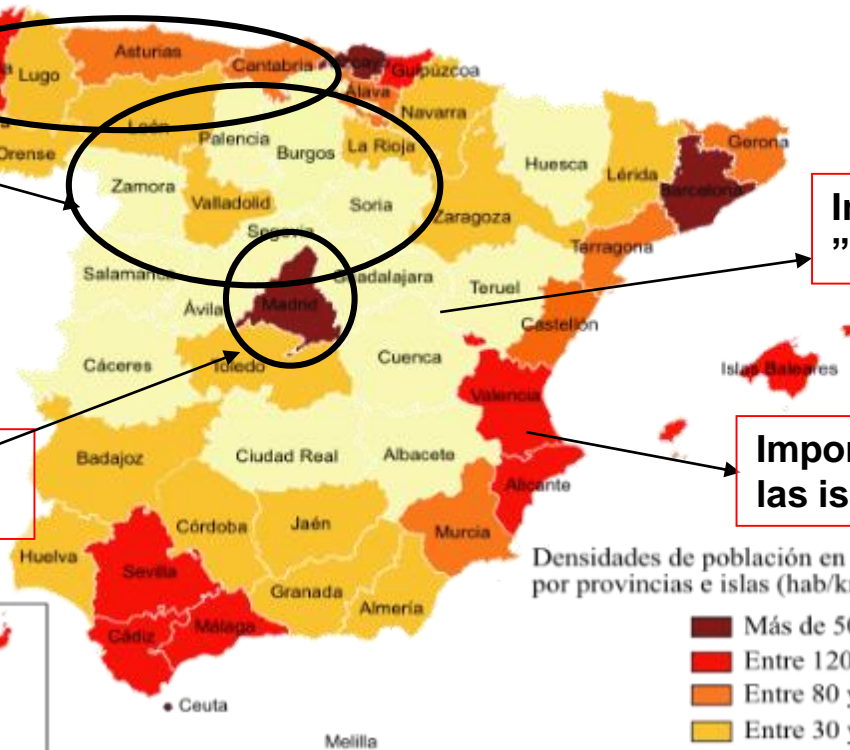 Asturias
Cantabria
Lugo
Guipúzcoa
Álava
Navarra
León
Palencia
Burgos
La Rioja
Orense
Gerona
Huesca
Lérida
Barcelona
Zamora
Valladolid
Soria
Zaragoza
Segovia
Tarragona
Salamanca
Guadalajara
Teruel
Ávila
Madrid
Castellón
Cáceres
Toledo
Cuenca
Islas Baleares
Valencia
Badajoz
Ciudad Real
Albacete
Alicante
Córdoba
Jaén
Murcia
Huelva
Sevilla
Granada
Almería
Cádiz
Málaga
Ceuta
Melilla
las is
Densidades de población en
por provincias e islas (hab/k
Más de 50
Entre 120
Entre 80 y
Entre 30 y